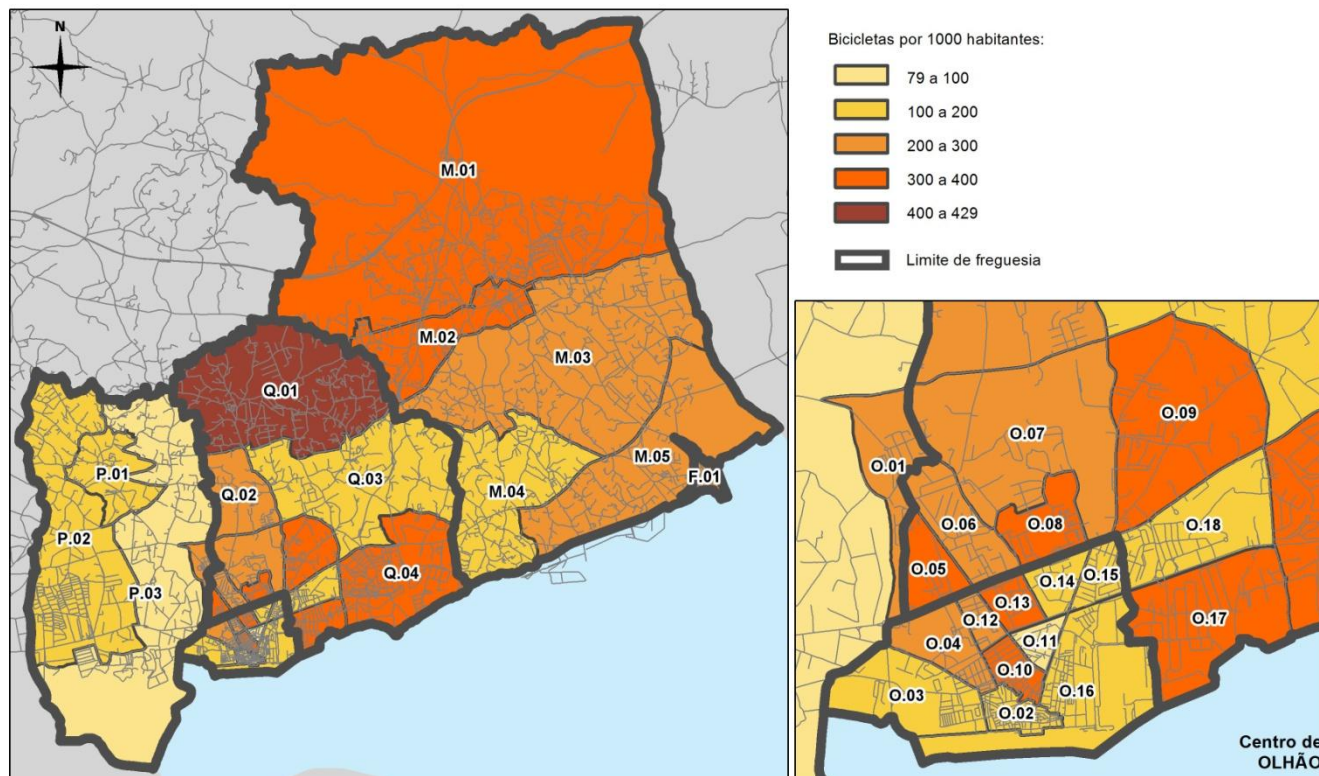 N
M.01
M.02
M.03
Q.01
P.01
Q.02
Q.03
M.04
M.05
F.01
P.02
P.03
Q.04
Bicicletas por 1000 habitantes:
79 a 100
100 a 200
200 a 300
300 a 400
400 a 429
Limite de freguesia
O.09
O.07
O.01
O.06
O.08
O.18
O.05
O.14
O.15
O.13
O.12
O.17
O.04
O.11
O.10
O.03
O.16
O.02
Centro de
OLHÃO